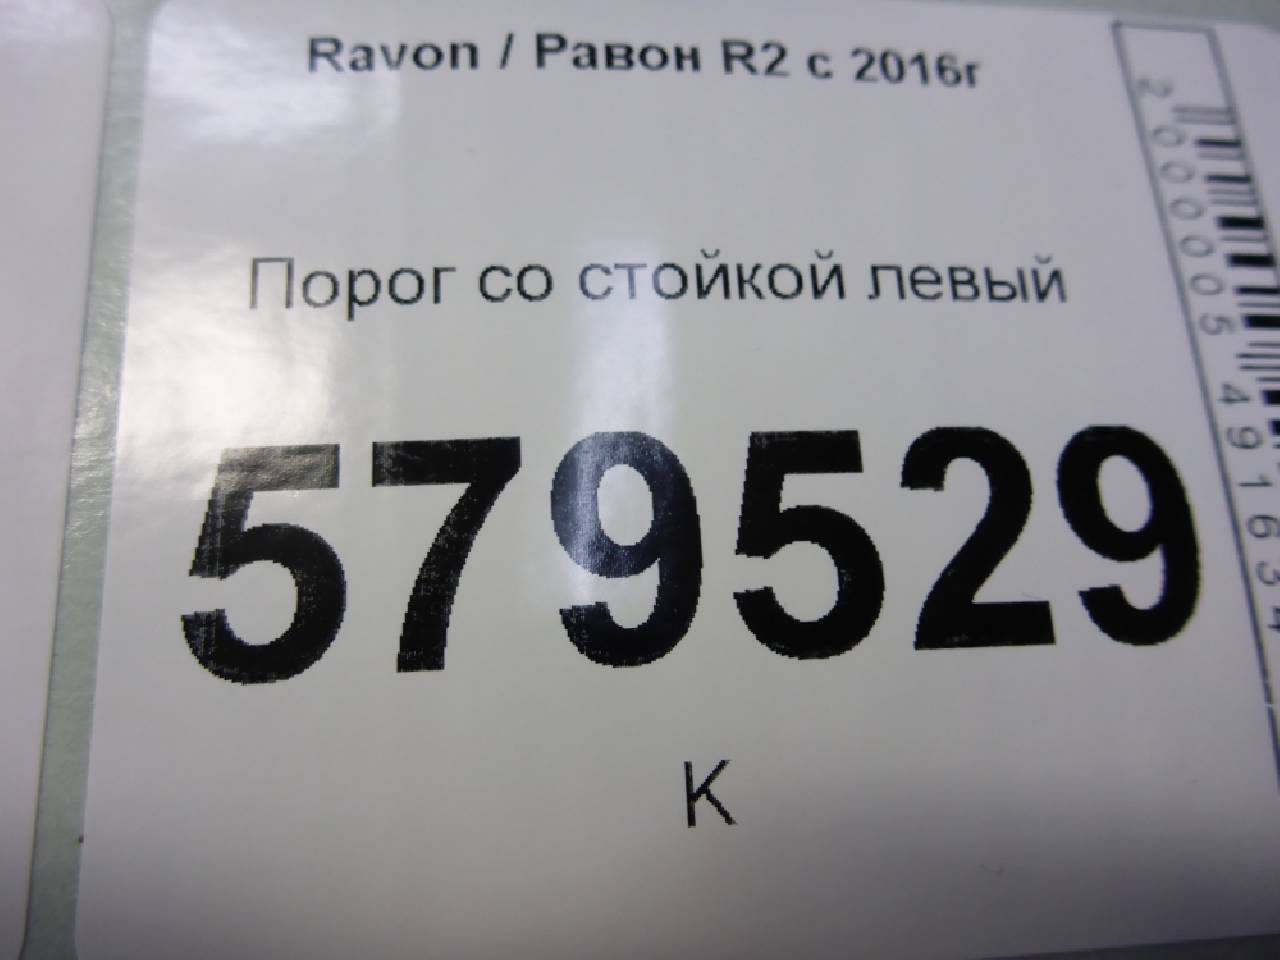 Ravon / Равон R2 с 2016г
Порог со стойкой левый
579529
К
2000005491634